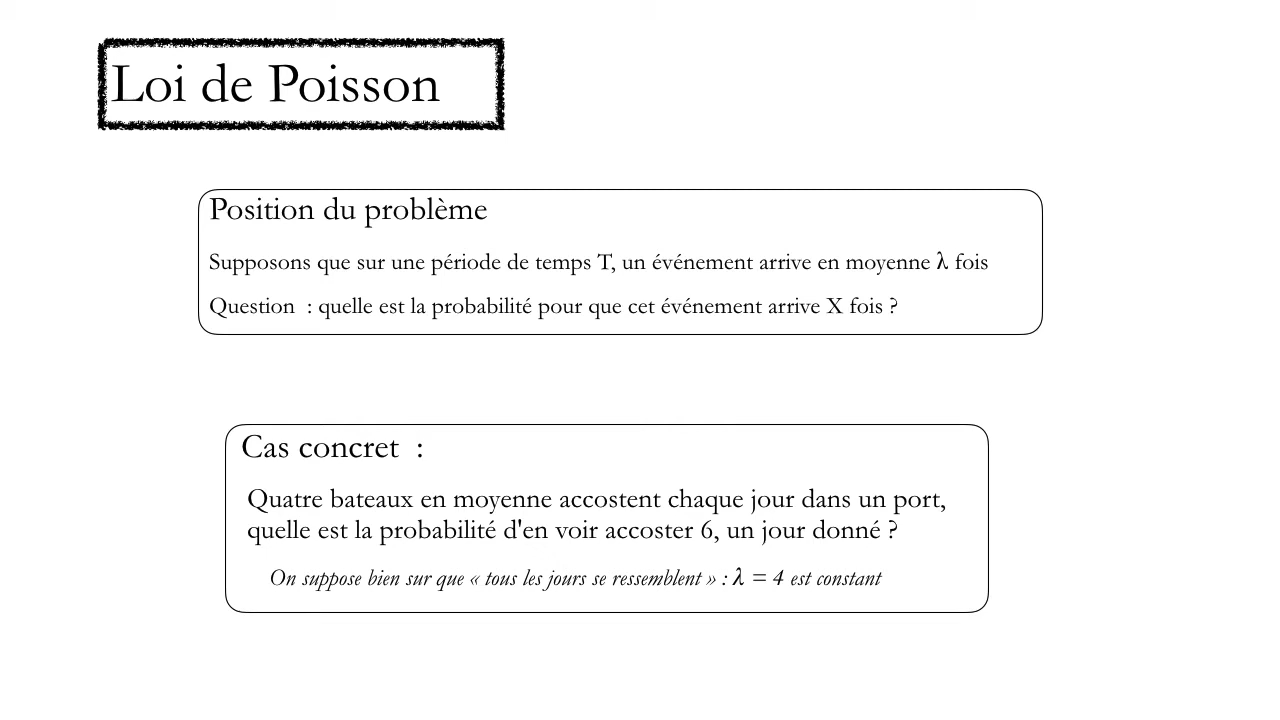 Loi de Poisson
Position du problème
Supposons que sur une période de temps T, un événement arrive en moyenne λ fois
Question  : quelle est la probabilité pour que cet événement arrive X fois ?
Cas concret  :
Quatre bateaux en moyenne accostent chaque jour dans un port,
quelle est la probabilité d'en voir accoster 6, un jour donné ?
On suppose bien sur que « tous les jours se ressemblent » : λ = 4 est constant